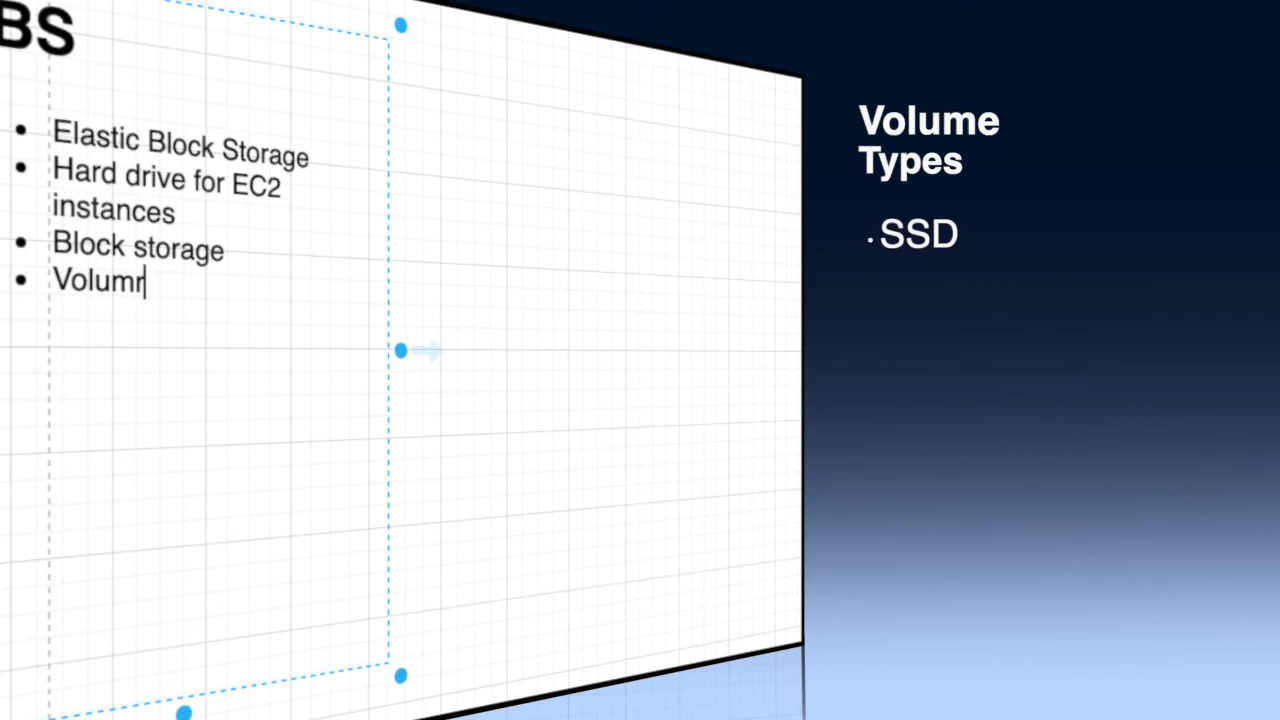 BS
• Elastic Block Storage
• Hard drive for EC2
instances
• Block storage
• Volumr
Volume
Types
· SSD